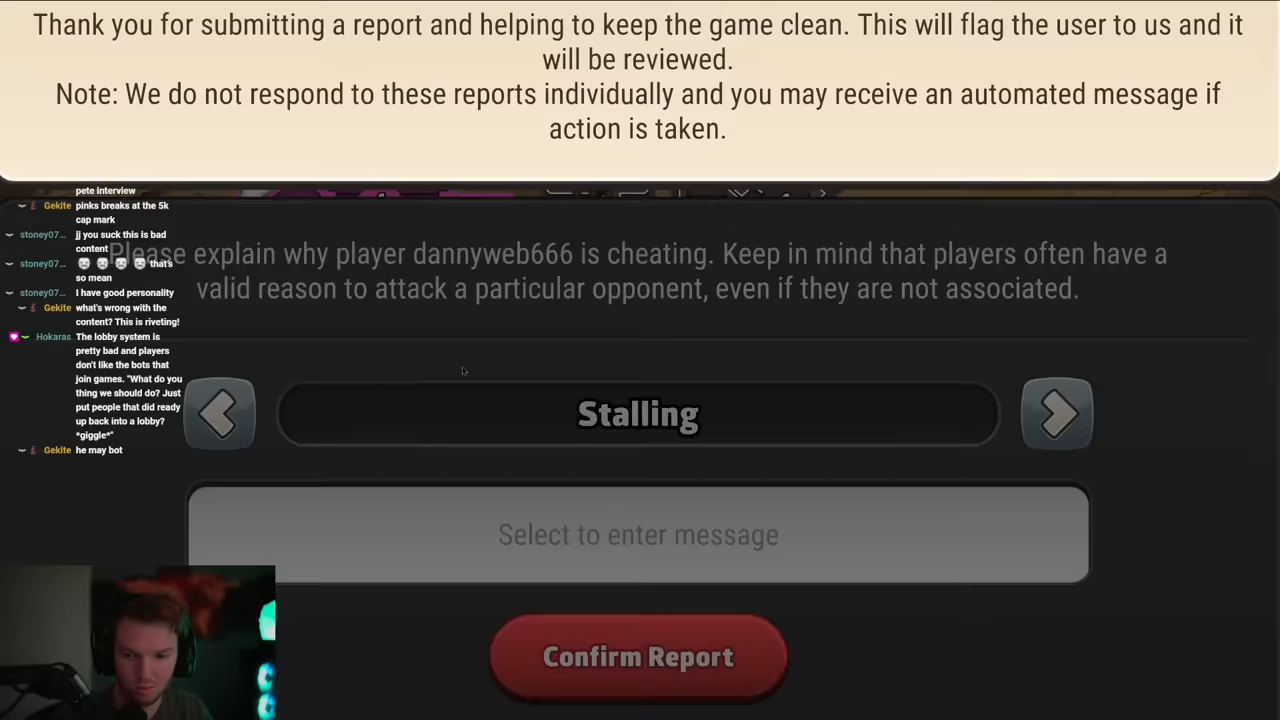 Thank you for submitting a report and helping to keep the game clean. This will flag the user to us and it
will be reviewed.
Note: We do not respond to these reports individually and you may receive an automated message if
action is taken.
pete interview
Gekite pinks breaks at the 5k
cap mark
stoney07... jj you suck this is bad
content
stoney07... that's
so mean
stoney07... I have good personality
Gekite what's wrong with the
content? This is riveting!
Hokaras The lobby system is
pretty bad and players
don't like the bots that
join games. "What do you
thing we should do? Just
put people that did ready
up back into a lobby?
*giggle*"
Gekite he may bot
Please explain why player dannyweb666 is cheating. Keep in mind that players often have a
valid reason to attack a particular opponent, even if they are not associated.
Stalling
Select to enter message
Confirm Report